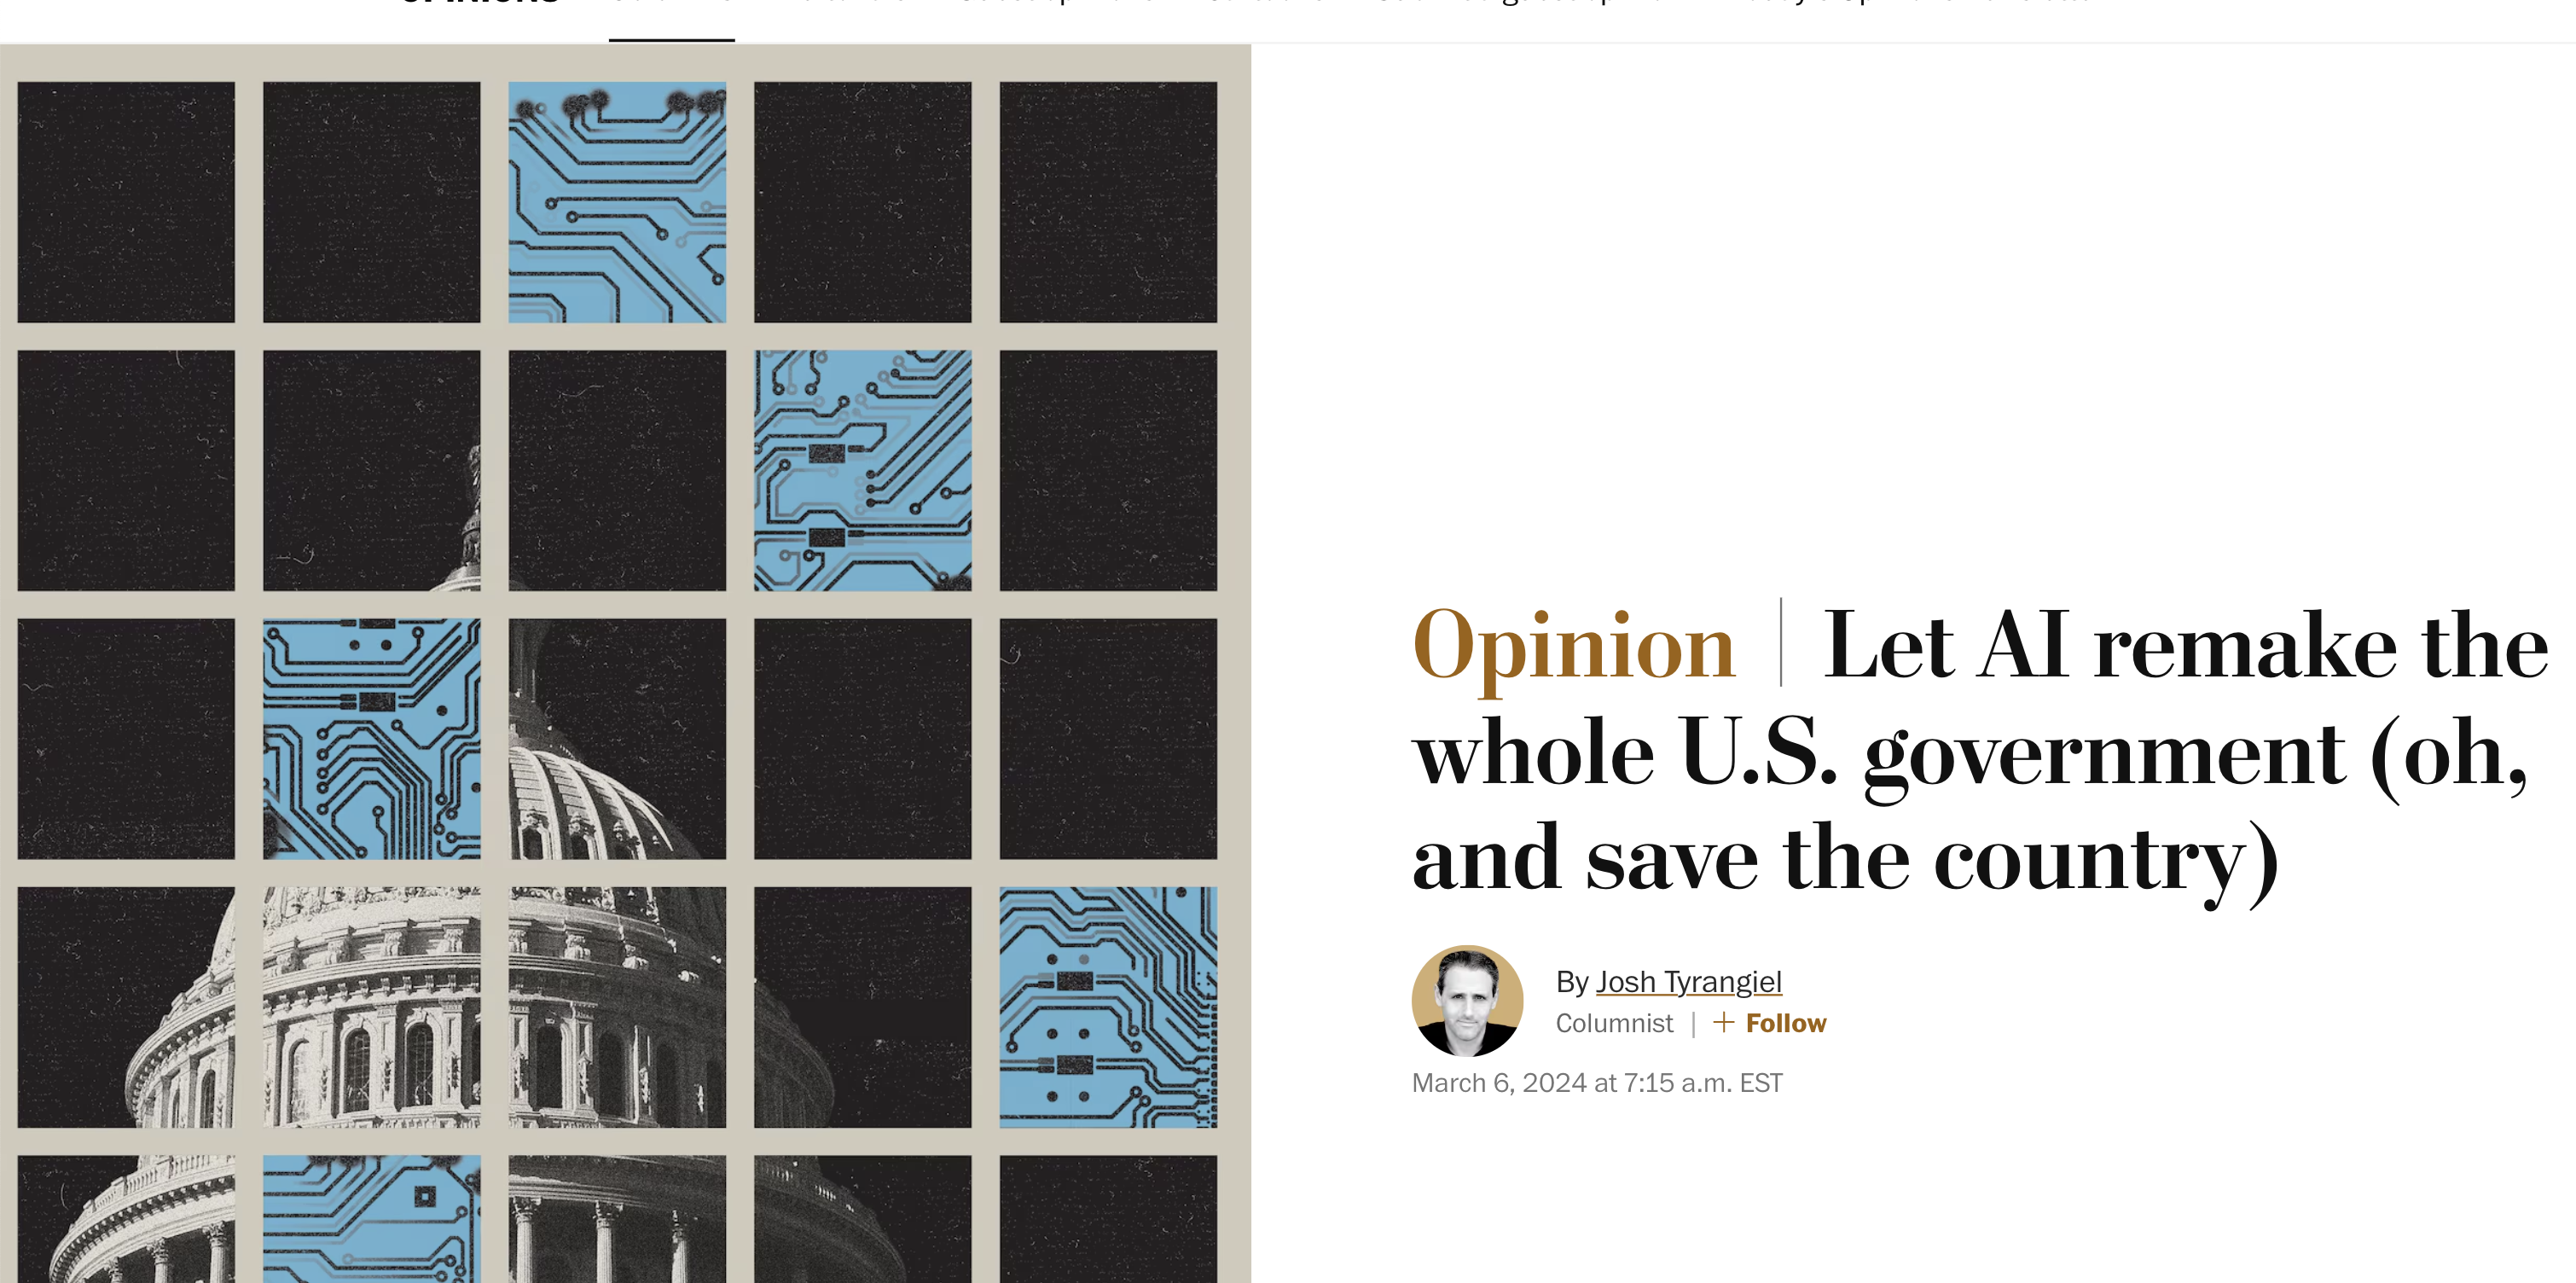 OPINIONS
Opinion | Let AI remake the
whole U.S. government (oh,
and save the country)
By Josh Tyrangiel
Columnist | + Follow
March 6, 2024 at 7:15 a.m. EST